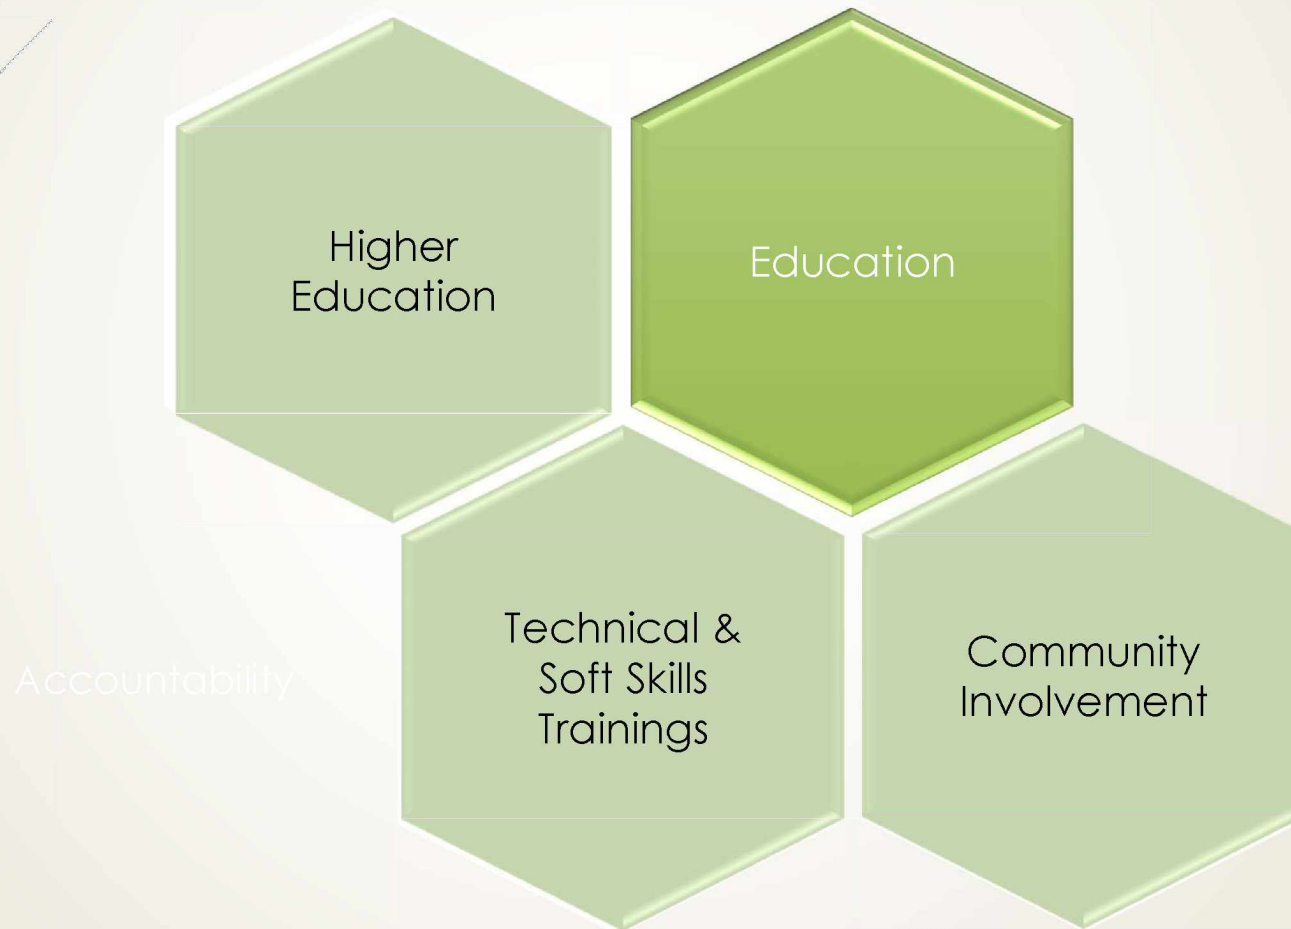 Higher
Education
Education
Accountability
Technical &
Soft Skills
Trainings
Community
Involvement